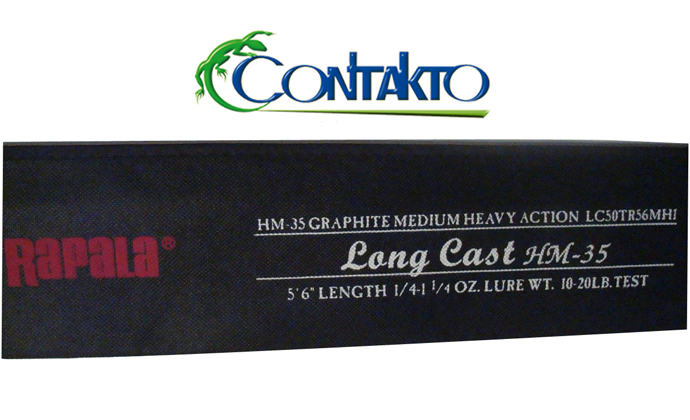 CONTAKTO
HM-35 GRAPHITE MEDIUM HEAVY ACTION LC50TR56MH1
RAPALA®
Long Cast HM-35
5'6" LENGTH 1/4-1 1/4 OZ. LURE WT. 10-20LB. TEST